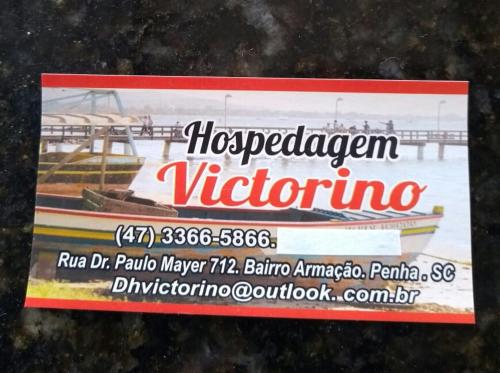 Hospedagem
Victorino
(47) 3366-5866.
Rua Dr. Paulo Mayer 712. Bairro Armação. Penha . SC
Dhvictorino@outlook. com.br